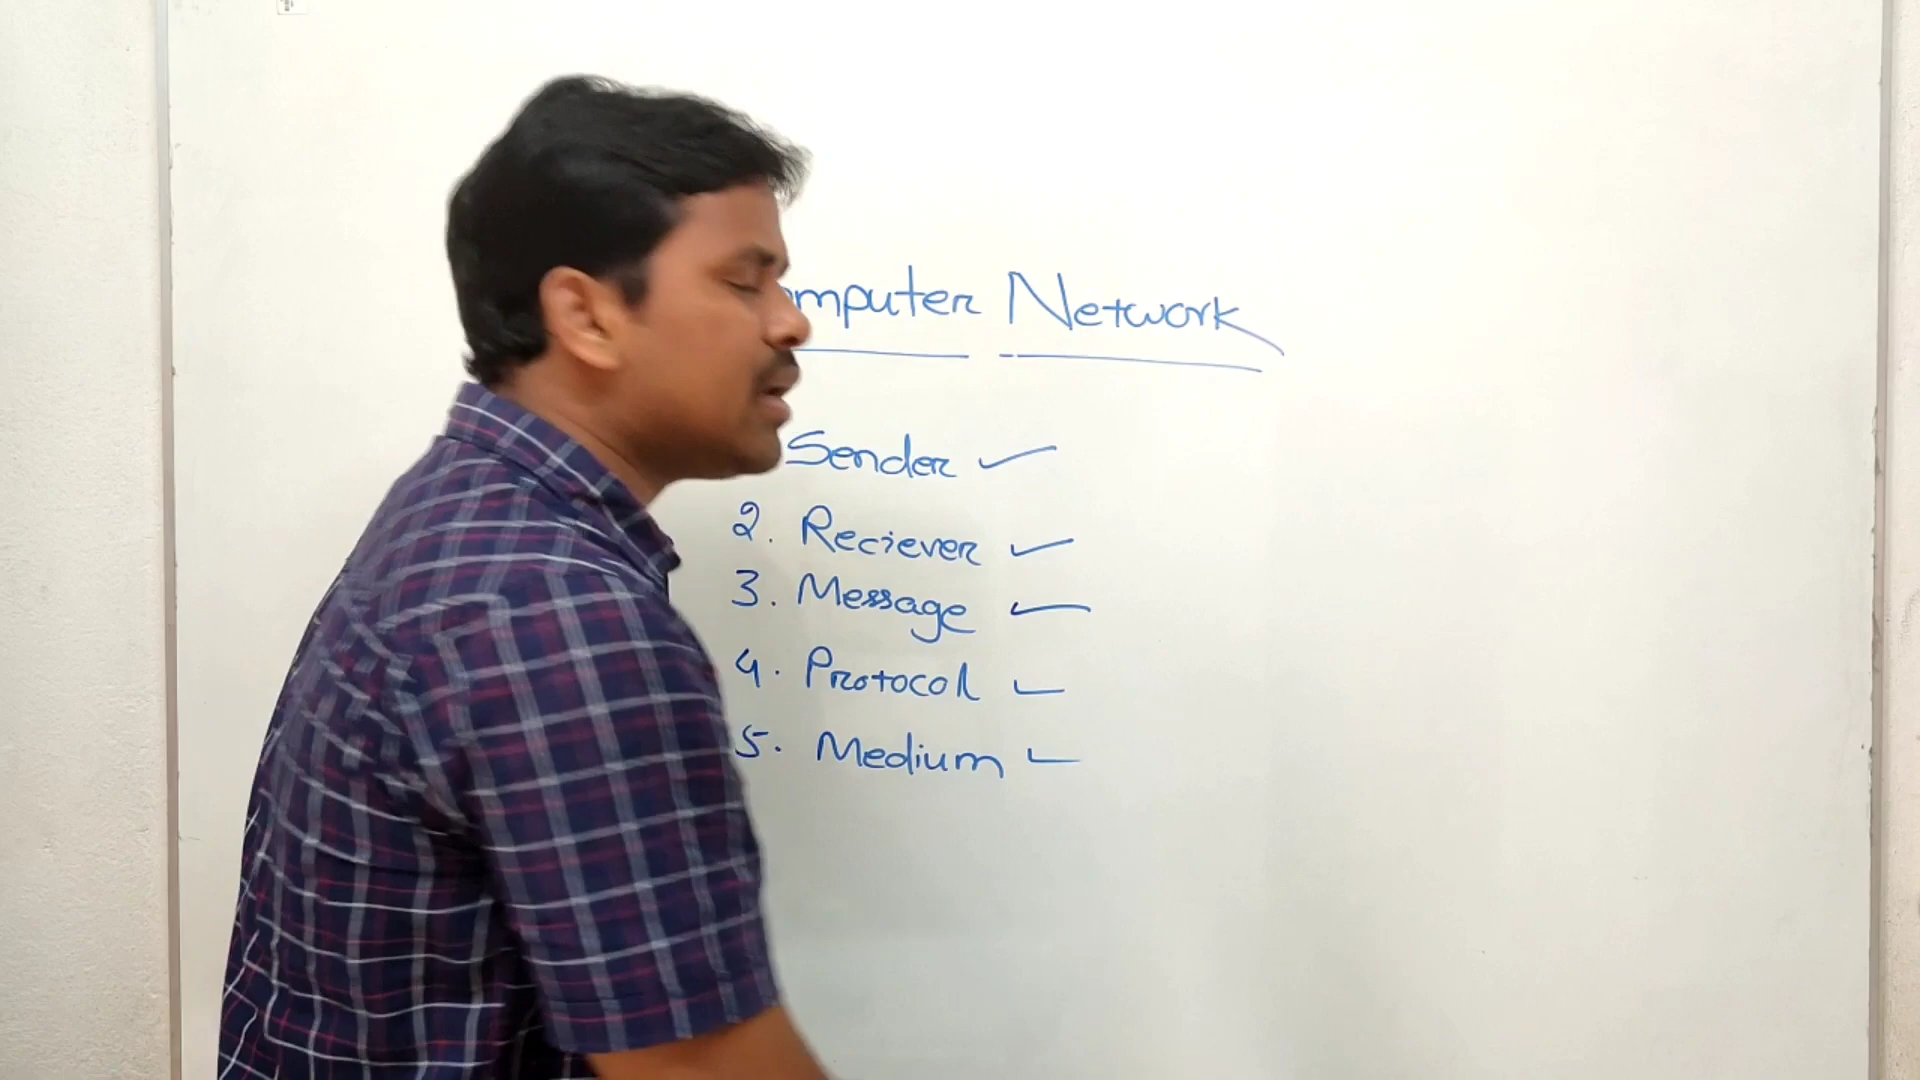 omputer Network
Sender ✓
2. Reciever ✓
3. Message ✓
4. Protocol ✓
5. Medium ✓